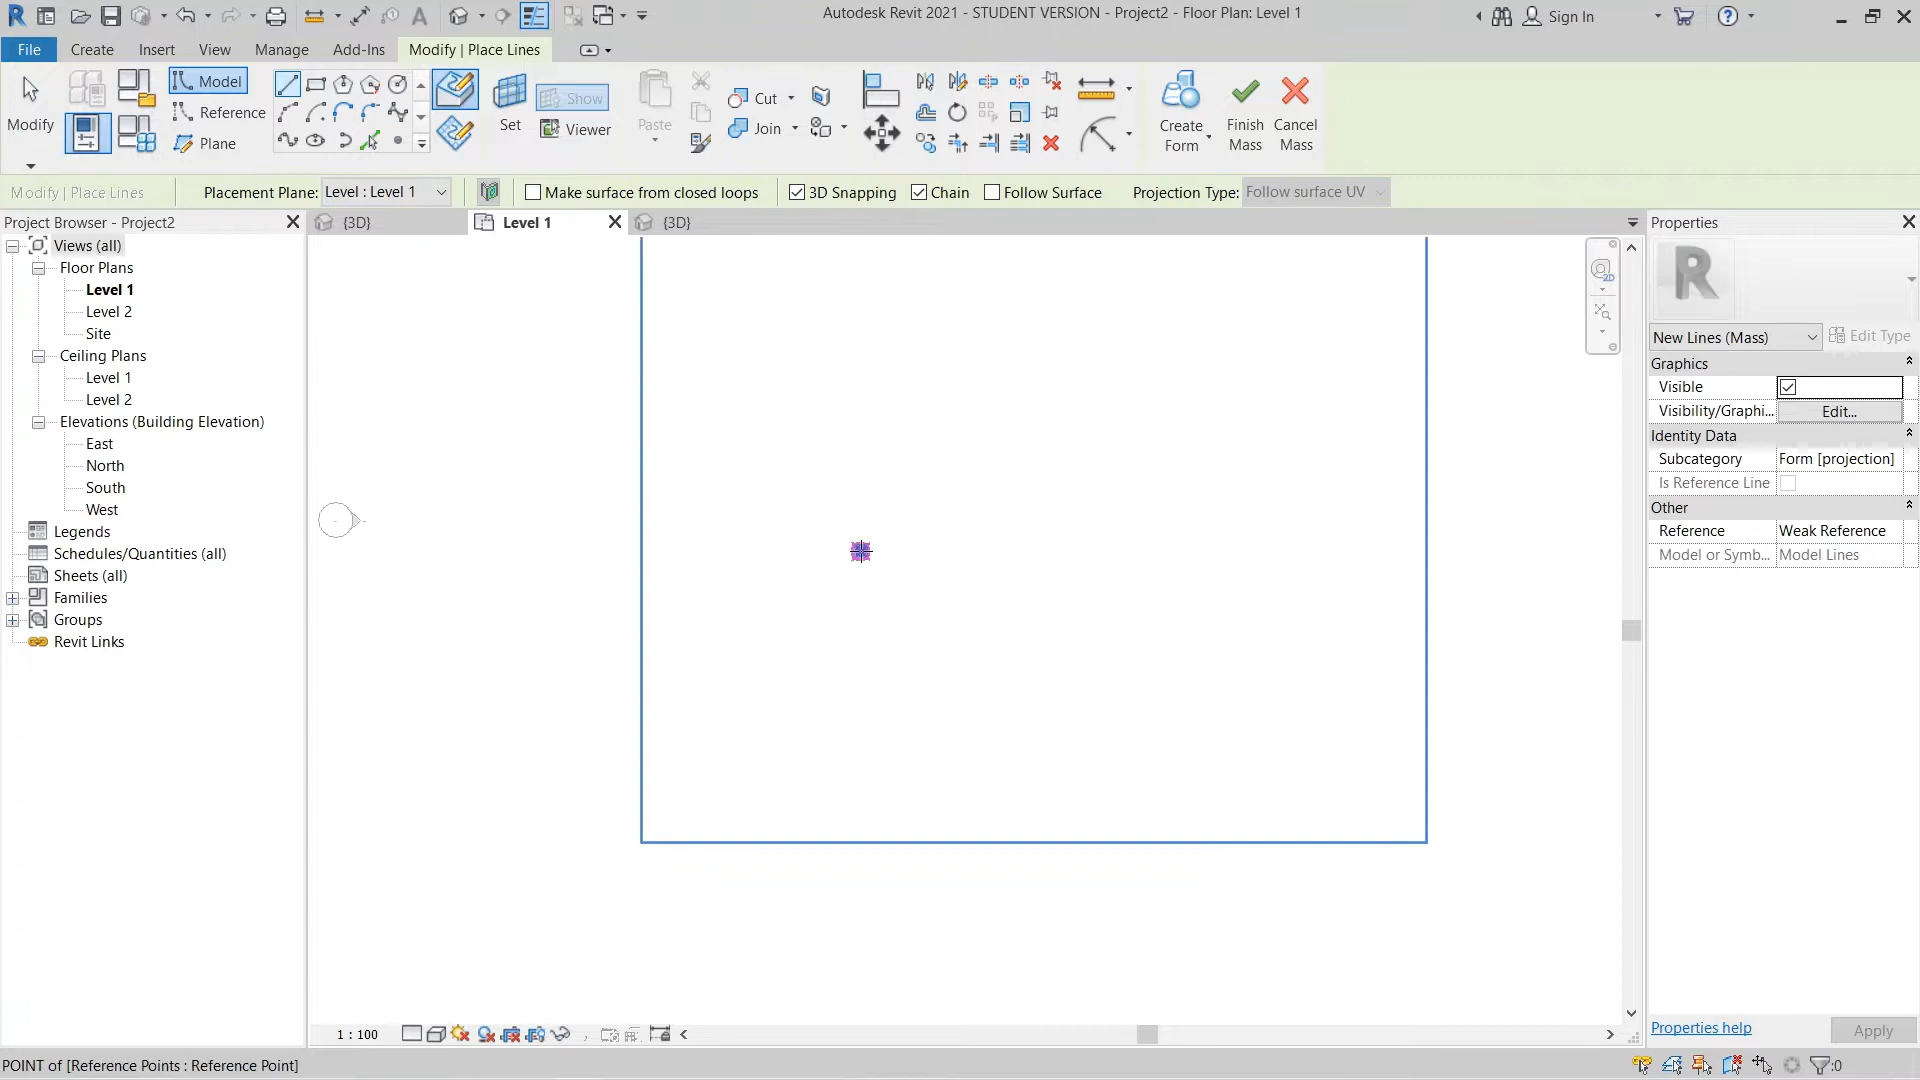 Autodesk Revit 2021 - STUDENT VERSION - Project2 - Floor Plan: Level 1
Sign In
File Create Insert View Manage Add-Ins Modify | Place Lines
Modify
Model
Reference
Plane
Set
Show
Viewer
Paste
Cut
Join
Create Form
Finish Mass
Cancel Mass
Modify | Place Lines
Placement Plane: Level : Level 1
Make surface from closed loops
3D Snapping
Chain
Follow Surface
Projection Type: Follow surface UV
Project Browser - Project2
{3D}
Level 1
{3D}
Properties
Views (all)
Floor Plans
Level 1
Level 2
Site
Ceiling Plans
Level 1
Level 2
Elevations (Building Elevation)
East
North
South
West
Legends
Schedules/Quantities (all)
Sheets (all)
Families
Groups
Revit Links
2D
New Lines (Mass)
Edit Type
Graphics
Visible
Visibility/Graphi... Edit...
Identity Data
Subcategory Form [projection]
Is Reference Line
Other
Reference Weak Reference
Model or Symb... Model Lines
Properties help
Apply
1 : 100
POINT of [Reference Points : Reference Point]
:0